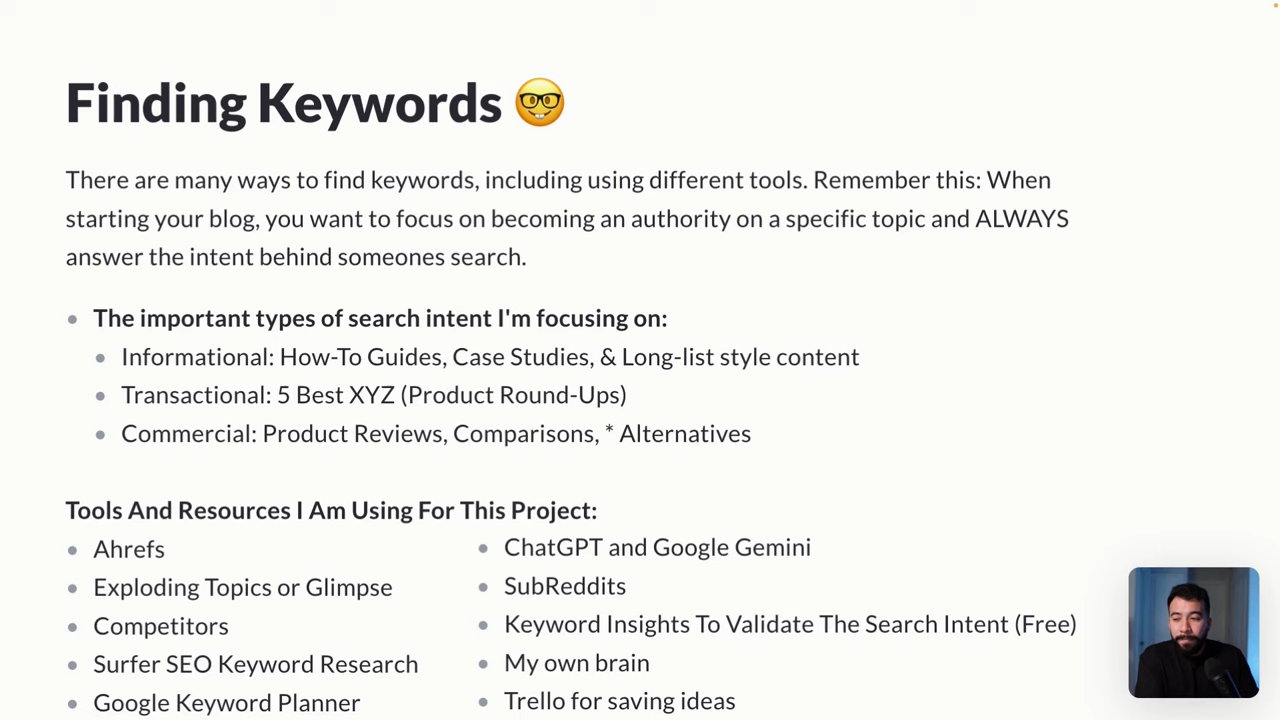 Finding Keywords 🤓
There are many ways to find keywords, including using different tools. Remember this: When
starting your blog, you want to focus on becoming an authority on a specific topic and ALWAYS
answer the intent behind someones search.
• The important types of search intent I'm focusing on:
• Informational: How-To Guides, Case Studies, & Long-list style content
• Transactional: 5 Best XYZ (Product Round-Ups)
• Commercial: Product Reviews, Comparisons, * Alternatives
Tools And Resources I Am Using For This Project:
• Ahrefs
• Exploding Topics or Glimpse
• Competitors
• Surfer SEO Keyword Research
• Google Keyword Planner
• ChatGPT and Google Gemini
• SubReddits
• Keyword Insights To Validate The Search Intent (Free)
• My own brain
• Trello for saving ideas